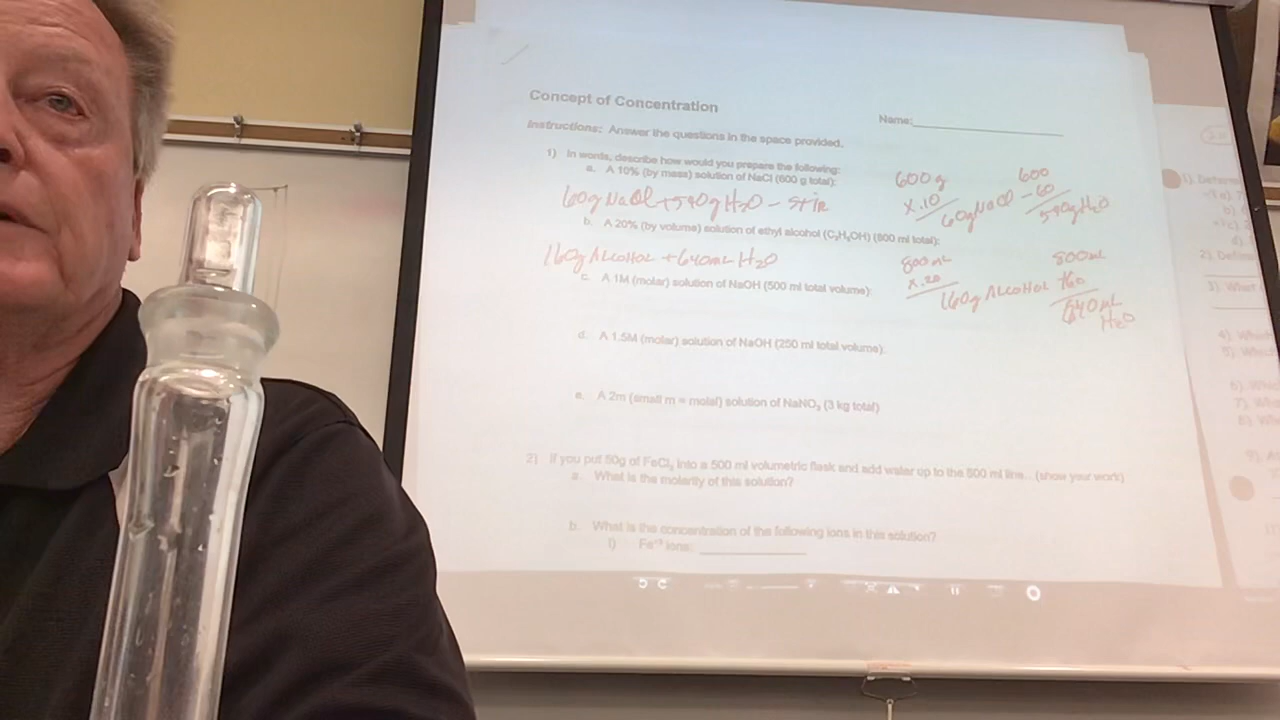 Concept of Concentration
Name:
Instructions: Answer the questions in the space provided.
1) In words, describe how would you prepare the following:
a. A 10% (by mass) solution of NaCl (600 g total):
600 g
x .10
60g NaCl
600
- 60
540g H2O
60g NaCl + 540g H2O - Stir
b. A 20% (by volume) solution of ethyl alcohol (C2H5OH) (800 ml total):
160g Alcohol + 640mL H2O
800mL
x .20
160g Alcohol
800mL
160
640mL
H2O
c. A 1M (molar) solution of NaOH (500 ml total volume):
d. A 1.5M (molar) solution of NaOH (250 ml total volume):
e. A 2m (small m = molal) solution of NaNO3 (3 kg total)
2) If you put 50g of FeCl3 into a 500 ml volumetric flask and add water up to the 500 ml line.. (show your work)
a. What is the molarity of this solution?
b. What is the concentration of the following ions in this solution?
i) Fe+3 ions: